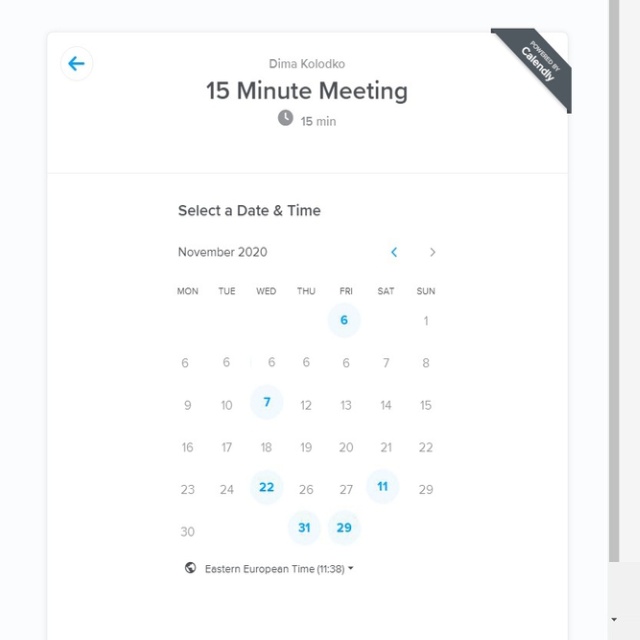 POWERED BY
Calendly
Dima Kolodko
15 Minute Meeting
15 min
Select a Date & Time
November 2020
MON TUE WED THU FRI SAT SUN
6 1
6 6 6 6 6 7 8
9 10 7 12 13 14 15
16 17 18 19 20 21 22
23 24 22 26 27 11 29
30 31 29
Eastern European Time (11:38)